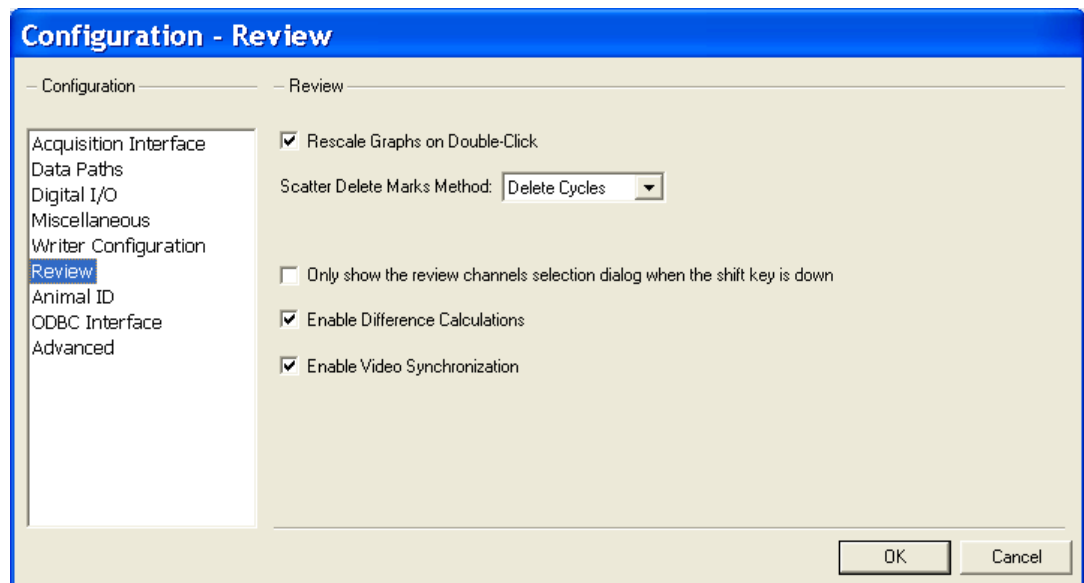 Configuration - Review
Configuration
Acquisition Interface
Data Paths
Digital I/O
Miscellaneous
Writer Configuration
Review
Animal ID
ODBC Interface
Advanced
Review
Rescale Graphs on Double-Click
Scatter Delete Marks Method: Delete Cycles
Only show the review channels selection dialog when the shift key is down
Enable Difference Calculations
Enable Video Synchronization
OK Cancel